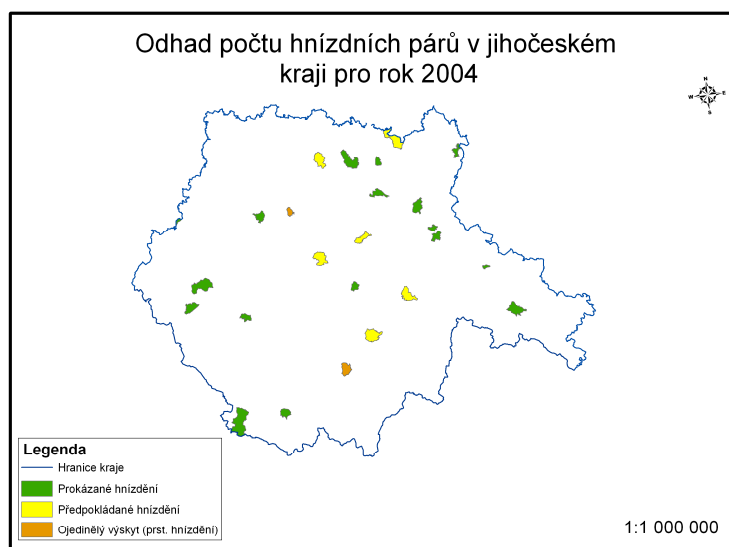 Odhad počtu hnízdních párů v jihočeském
kraji pro rok 2004
N
W E
S
Legenda
Hranice kraje
Prokázané hnízdění
Předpokládané hnízdění
Ojedinělý výskyt (prst. hnízdění)
1:1 000 000